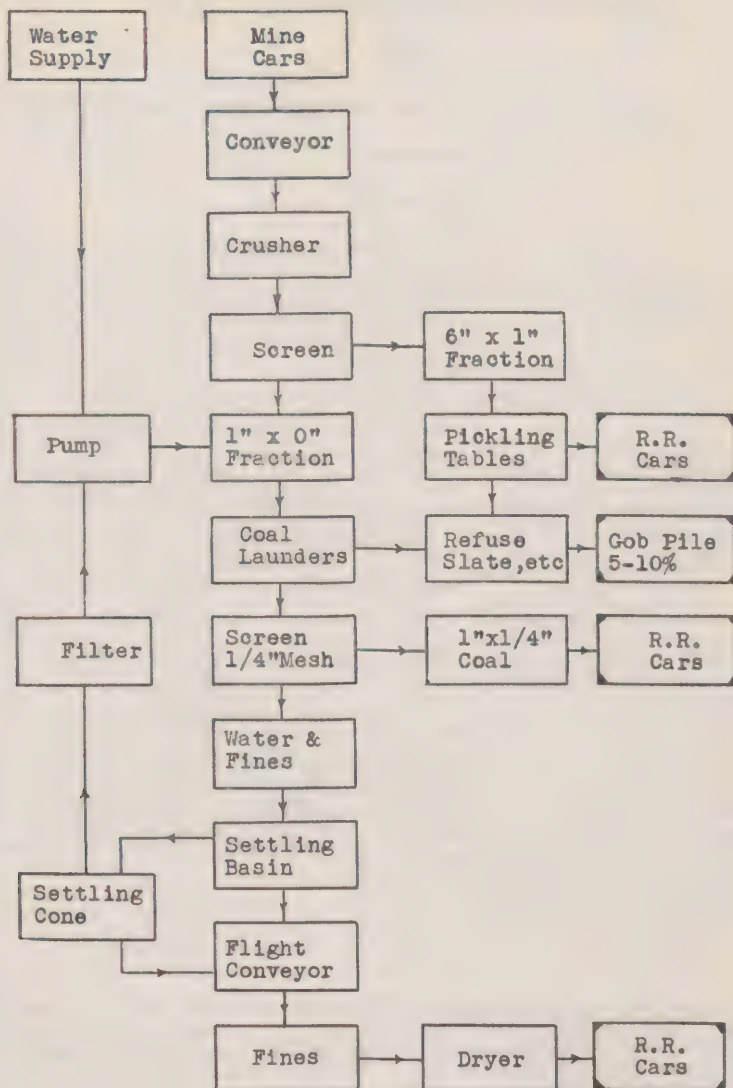 Water
Supply
Mine
Cars
Conveyor
Crusher
Screen
6" x 1"
Fraction
Pump
1" x 0"
Fraction
Pickling
Tables
R.R.
Cars
Coal
Launders
Refuse
Slate,etc
Gob Pile
5-10%
Filter
Screen
1/4"Mesh
1"x1/4"
Coal
R.R.
Cars
Water &
Fines
Settling
Basin
Settling
Cone
Flight
Conveyor
Fines
Dryer
R.R.
Cars